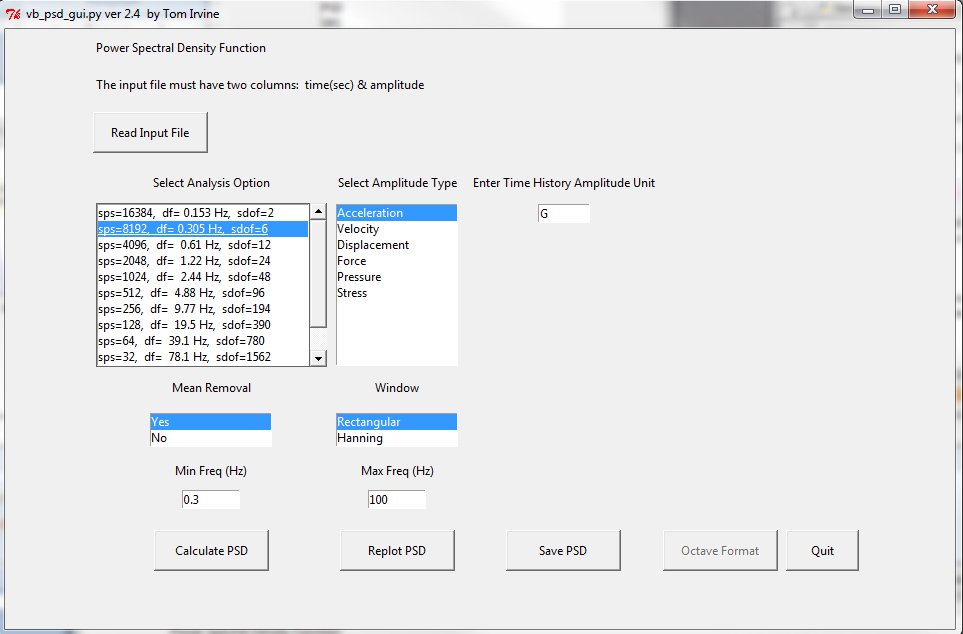 vb_psd_gui.py ver 2.4  by Tom Irvine
Power Spectral Density Function
The input file must have two columns:  time(sec) & amplitude
Read Input File
Select Analysis Option
Select Amplitude Type
Enter Time History Amplitude Unit
sps=16384,  df= 0.153 Hz,  sdof=2
sps=8192,  df= 0.305 Hz,  sdof=6
sps=4096,  df=  0.61 Hz,  sdof=12
sps=2048,  df=  1.22 Hz,  sdof=24
sps=1024,  df=  2.44 Hz,  sdof=48
sps=512,  df=  4.88 Hz,  sdof=96
sps=256,  df=  9.77 Hz,  sdof=194
sps=128,  df=  19.5 Hz,  sdof=390
sps=64,  df=  39.1 Hz,  sdof=780
sps=32,  df=  78.1 Hz,  sdof=1562
Acceleration
Velocity
Displacement
Force
Pressure
Stress
G
Mean Removal
Window
Yes
No
Rectangular
Hanning
Min Freq (Hz)
Max Freq (Hz)
0.3
100
Calculate PSD
Replot PSD
Save PSD
Octave Format
Quit